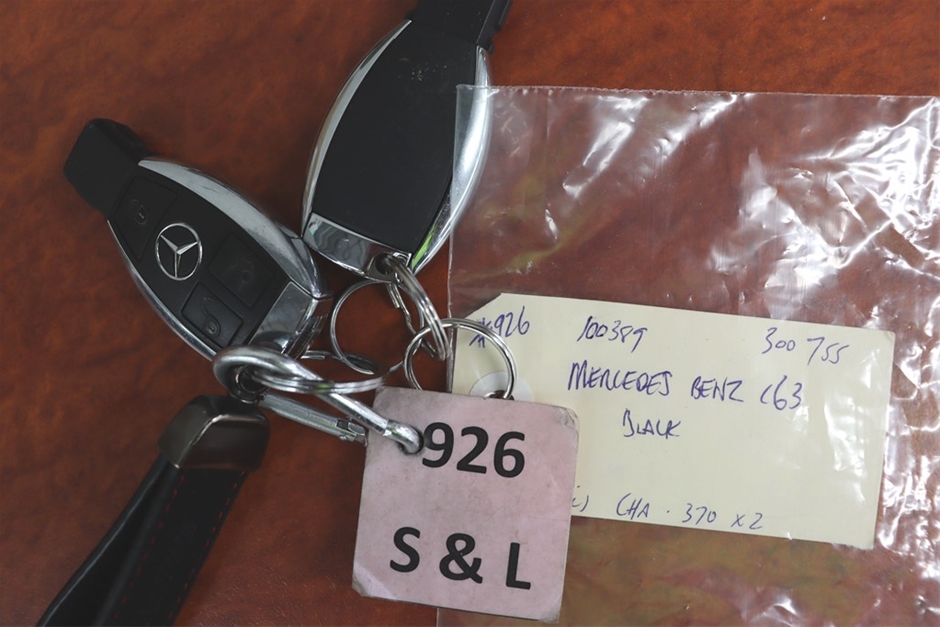 926 100389 300 755
MERCEDES BENZ C63
BLACK
CHA. 370 x2
926
S & L